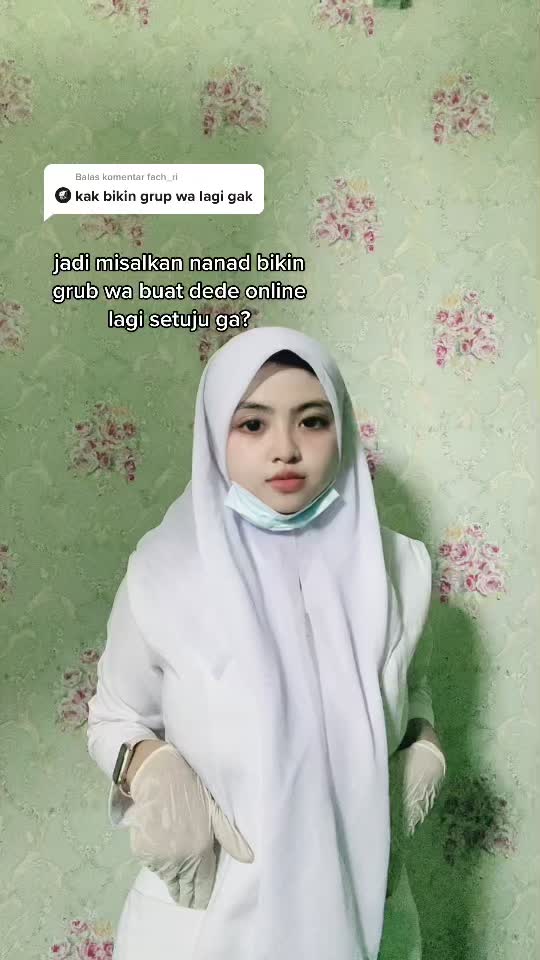 Balas komentar fach_ri
kak bikin grup wa lagi gak
jadi misalkan nanad bikin
grub wa buat dede online
lagi setuju ga?